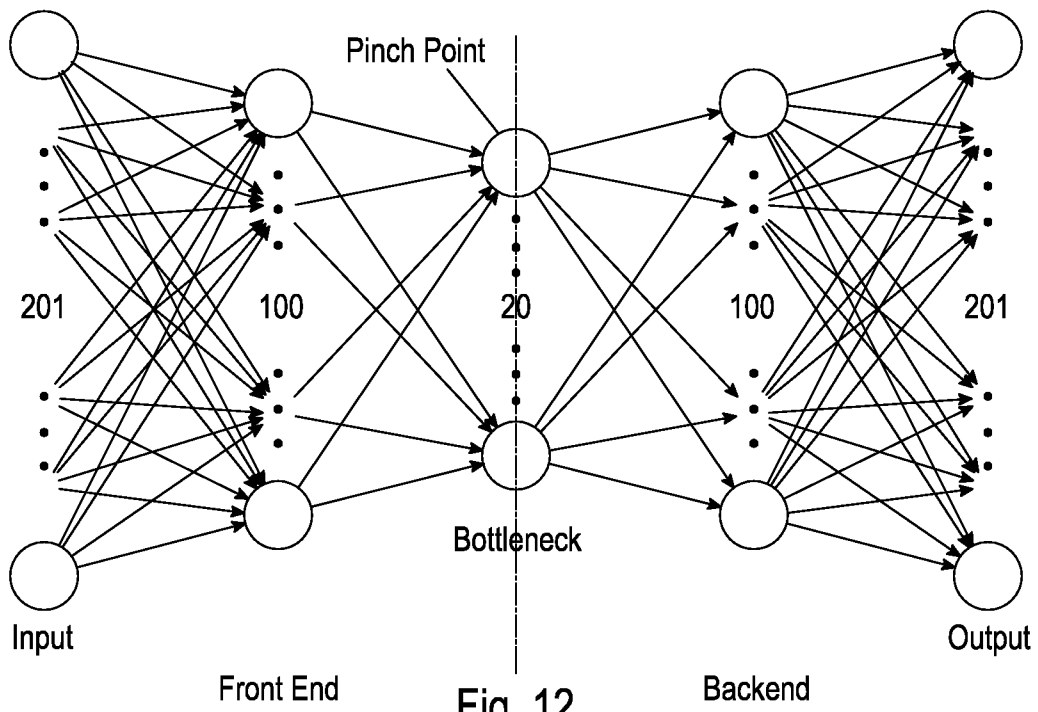 Pinch Point
201
100
20
100
201
Bottleneck
Input
Output
Front End
Backend
Fig. 12